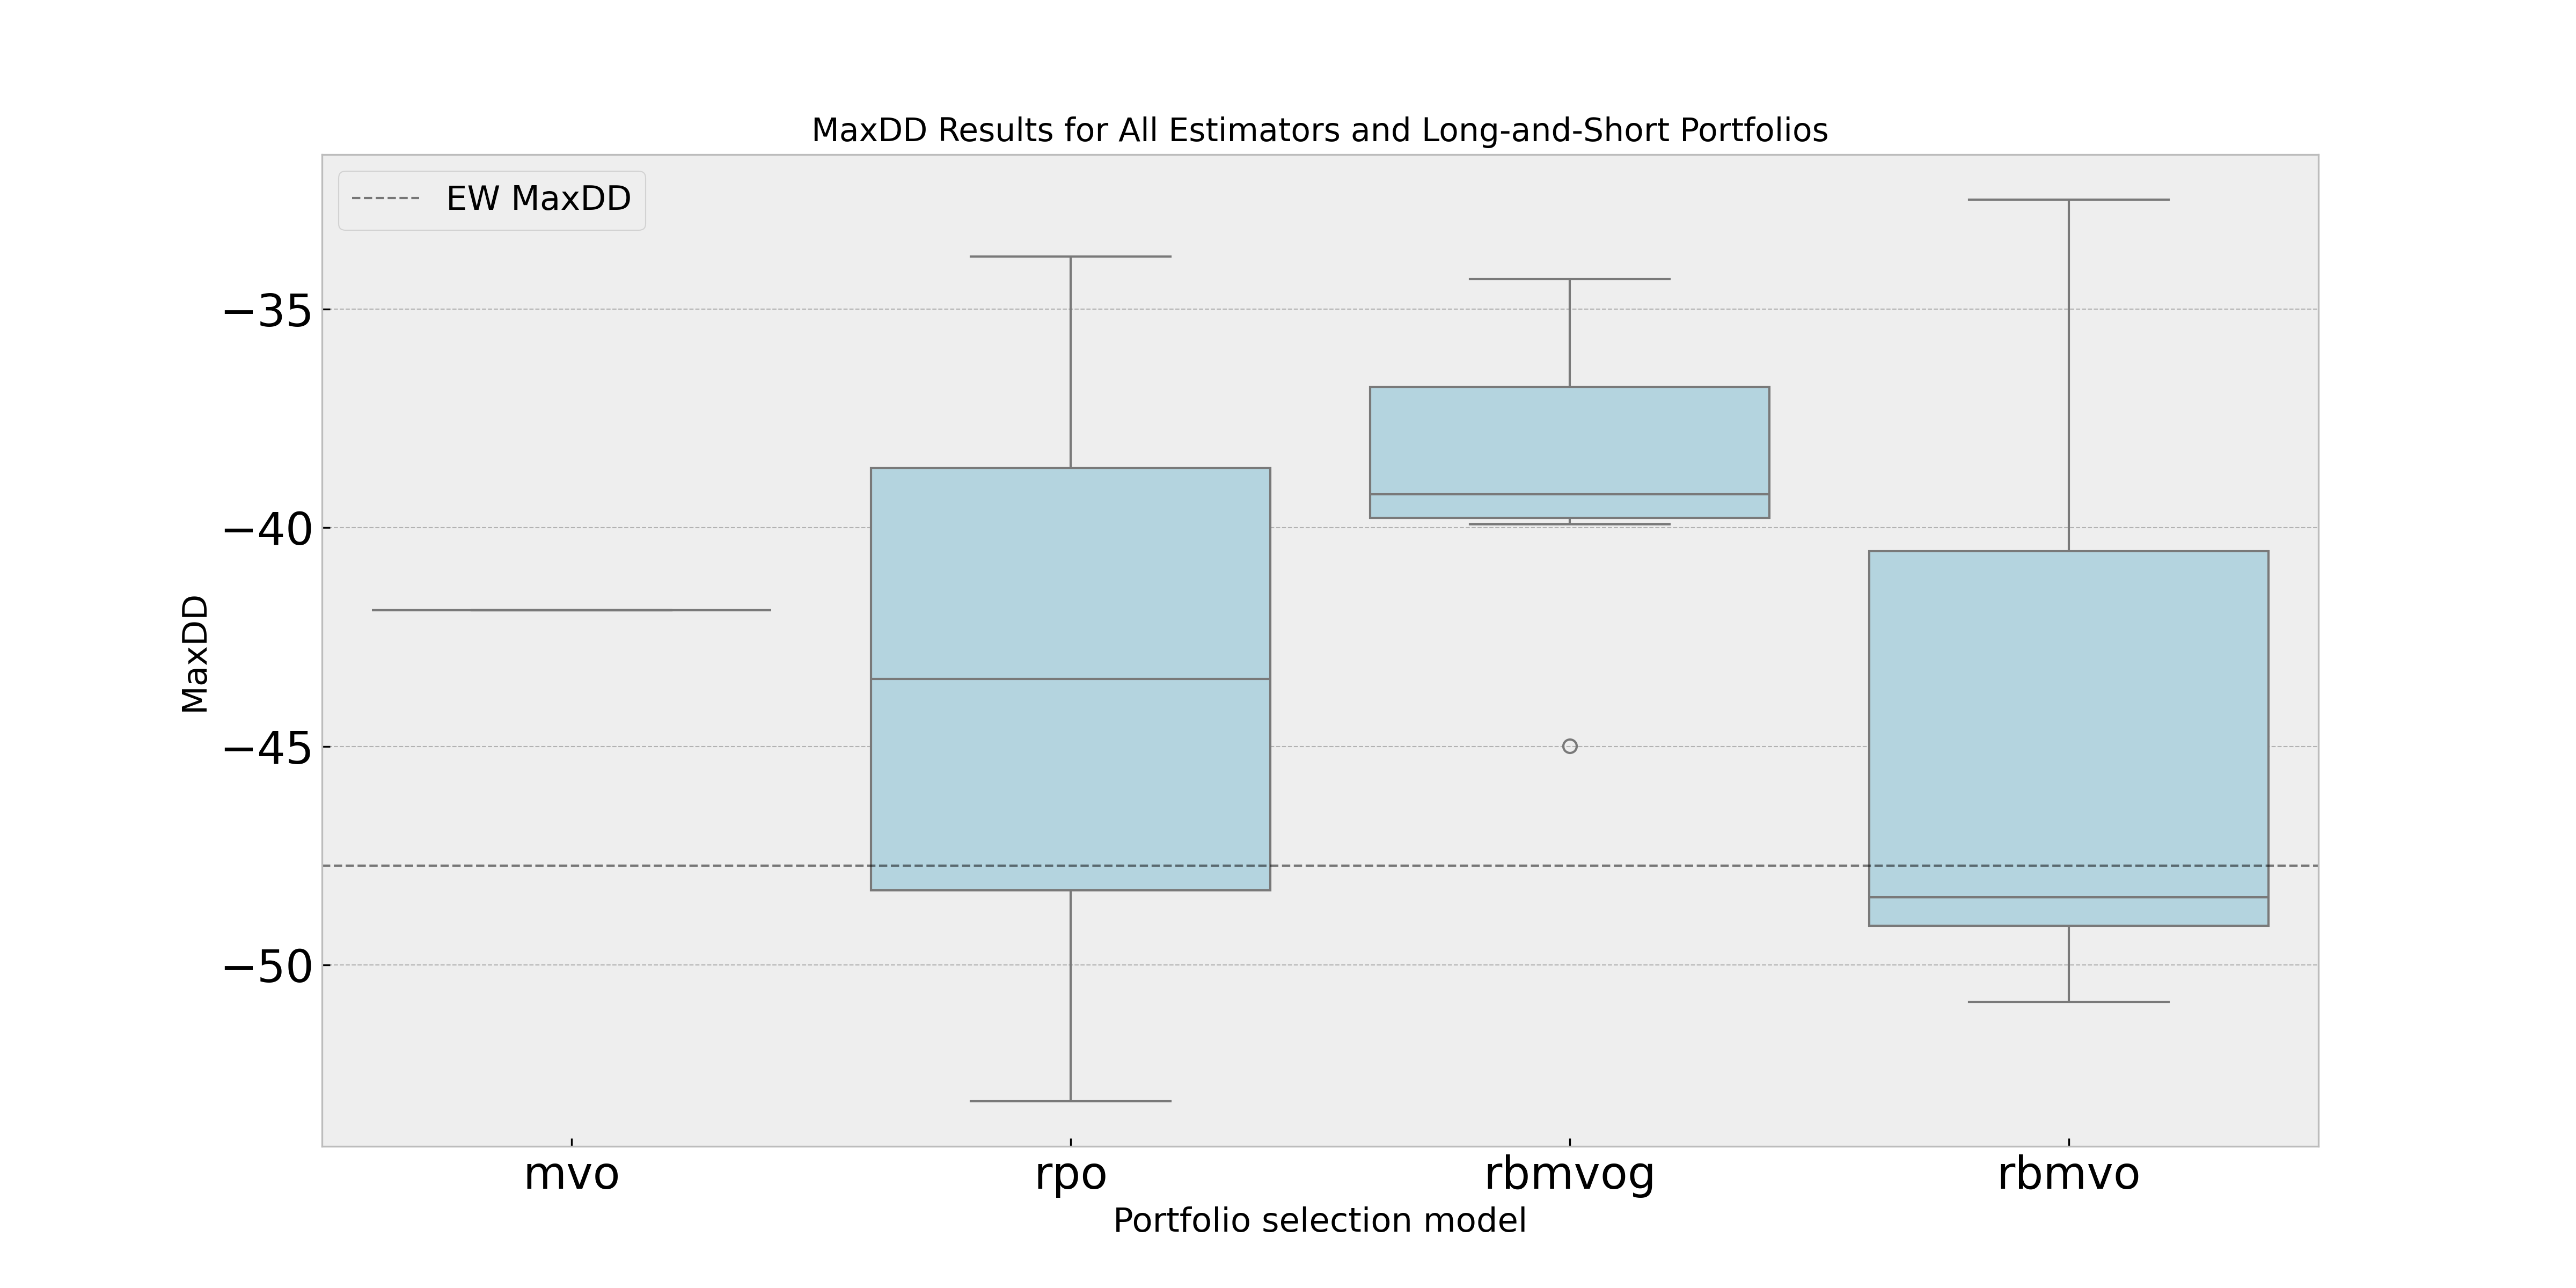 MaxDD Results for All Estimators and Long-and-Short Portfolios
EW MaxDD
−35
−40
−45
−50
MaxDD
mvo
rpo
rbmvog
rbmvo
Portfolio selection model